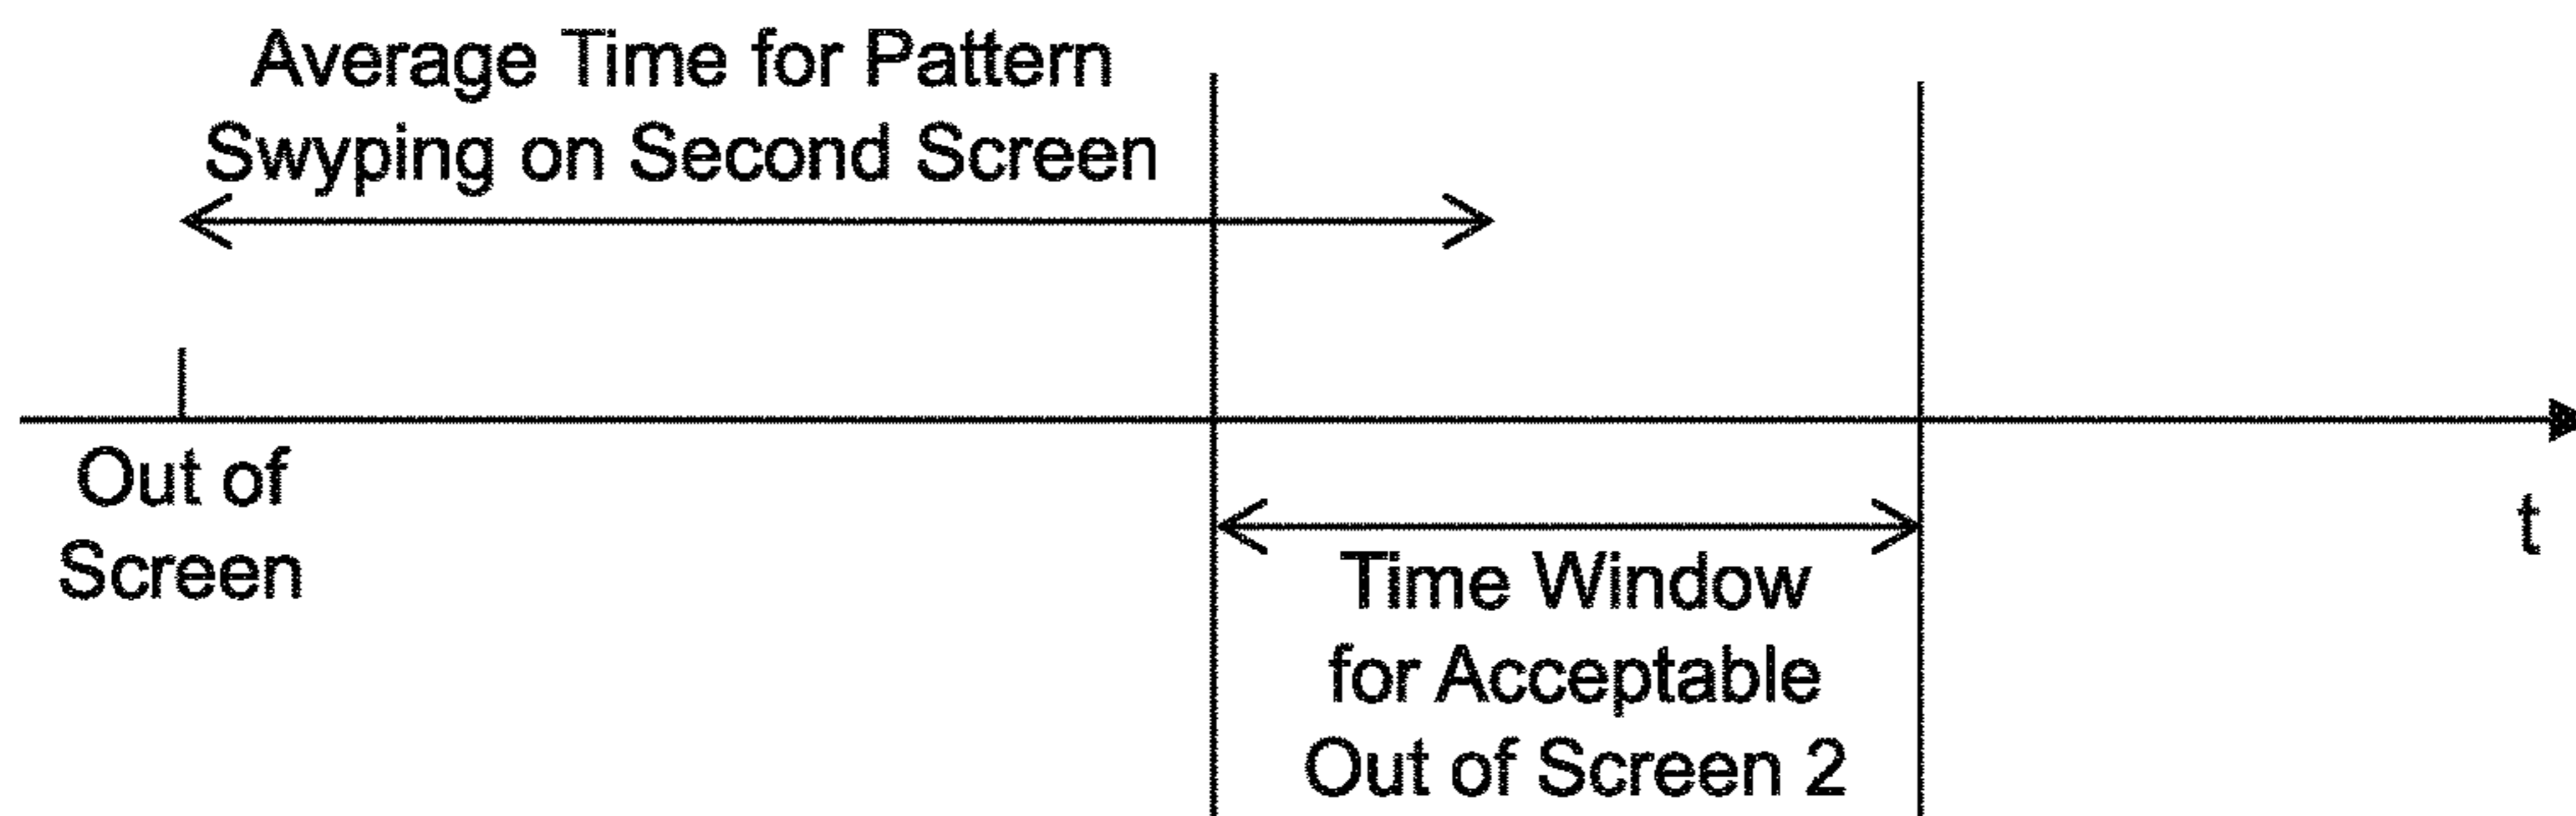 Average Time for Pattern
Swyping on Second Screen
Out of
Screen
t
Time Window
for Acceptable
Out of Screen 2